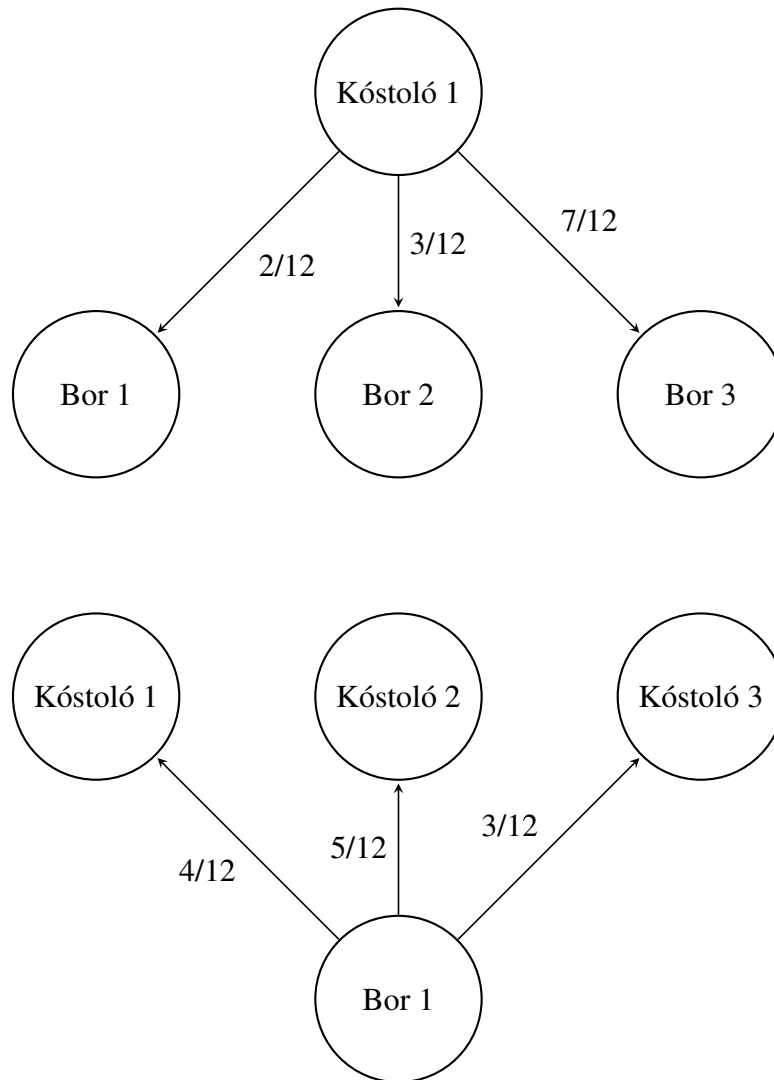 Kóstoló 1
2/12
3/12
7/12
Bor 1
Bor 2
Bor 3
Kóstoló 1
Kóstoló 2
Kóstoló 3
4/12
5/12
3/12
Bor 1